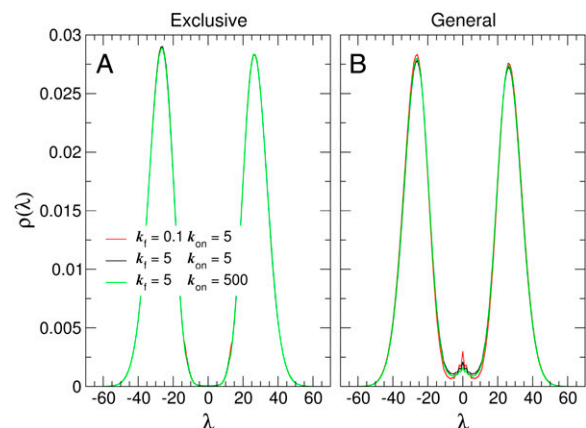 Exclusive
General
0.03
0.025
0.02
0.015
0.01
0.005
0
ρ(λ)
A
B
k_f = 0.1 k_on = 5
k_f = 5 k_on = 5
k_f = 5 k_on = 500
-60 -40 -20 0 20 40 60
-60 -40 -20 0 20 40 60
λ
λ